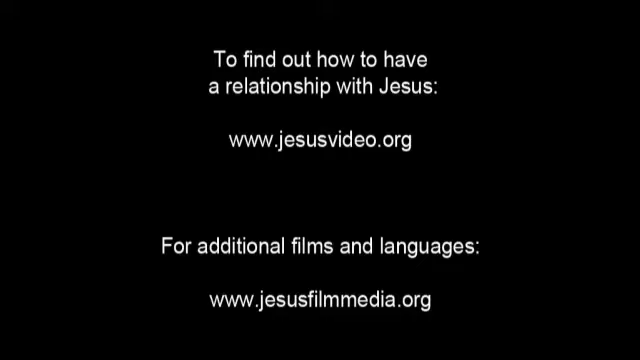 To find out how to have
a relationship with Jesus:
www.jesusvideo.org
For additional films and languages:
www.jesusfilmmedia.org